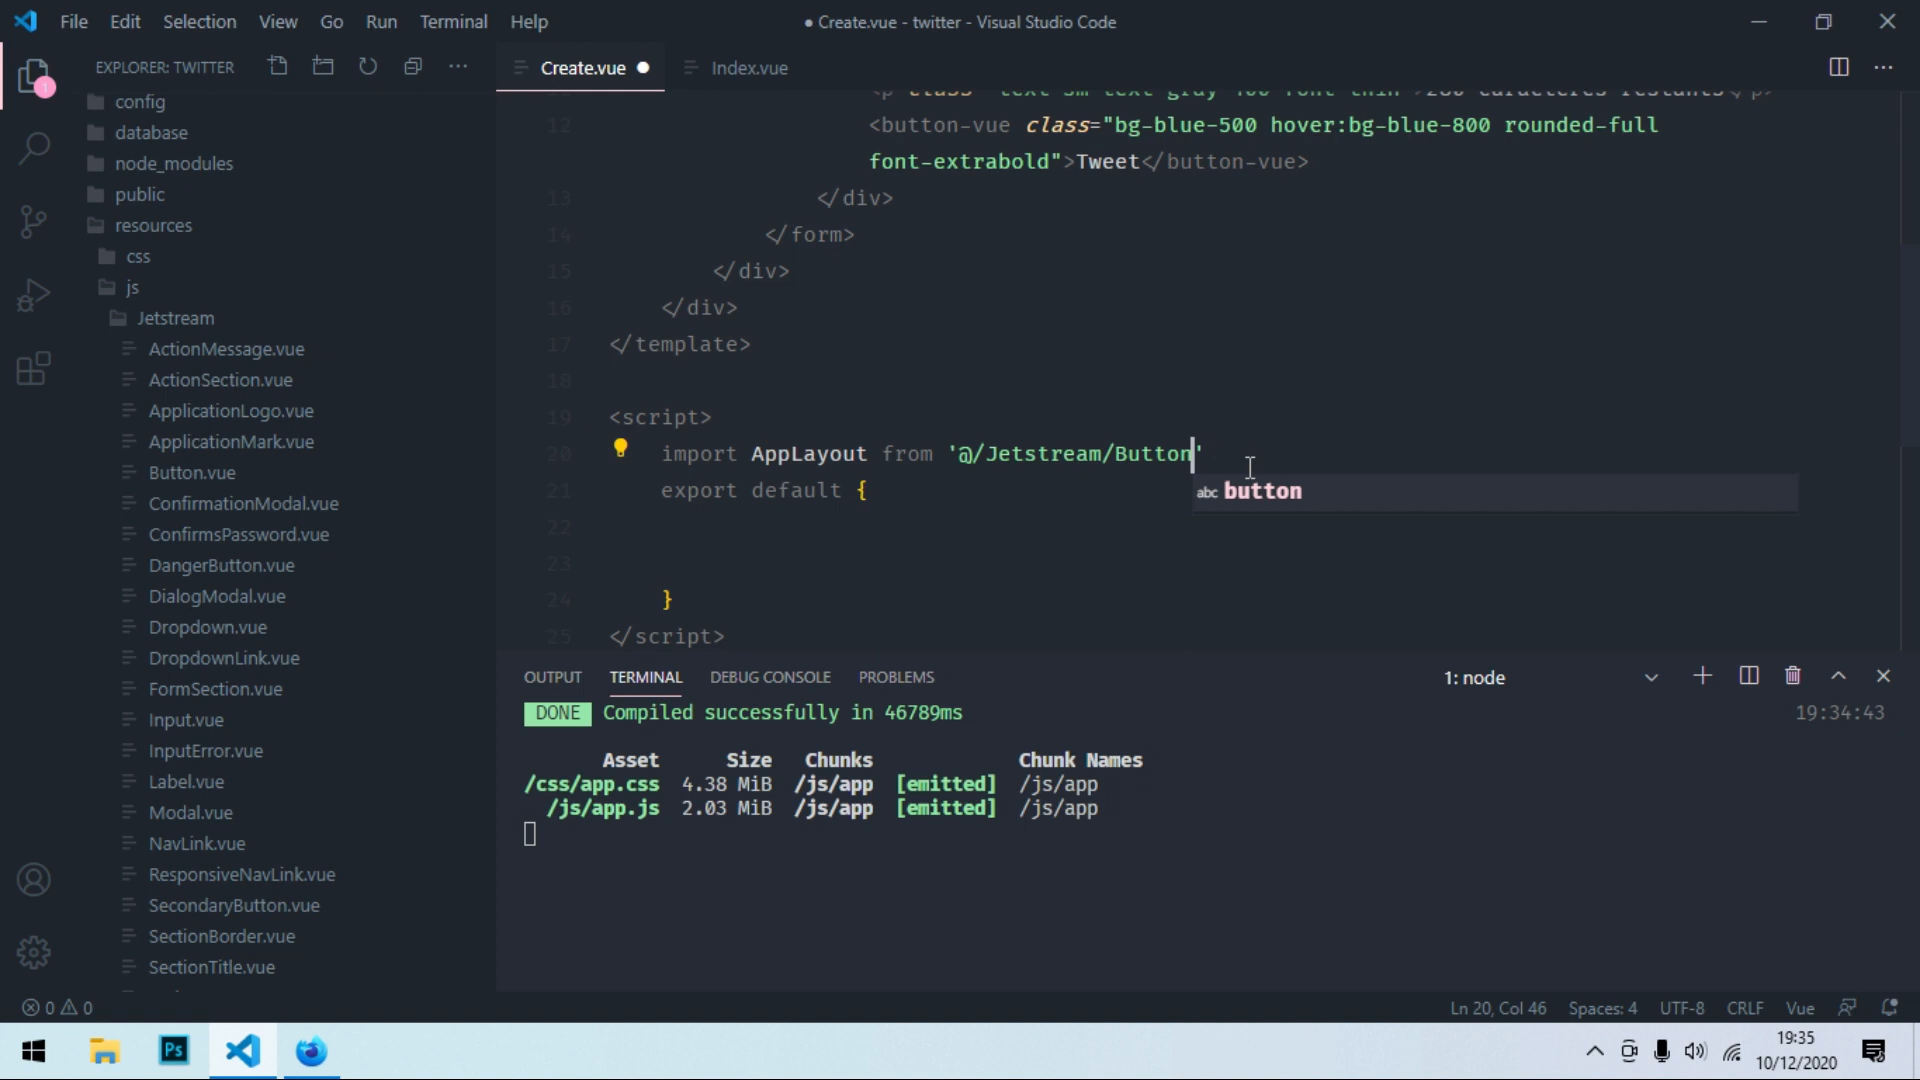 File Edit Selection View Go Run Terminal Help
● Create.vue - twitter - Visual Studio Code
EXPLORER: TWITTER
1
config
database
node_modules
public
resources
css
js
Jetstream
ActionMessage.vue
ActionSection.vue
ApplicationLogo.vue
ApplicationMark.vue
Button.vue
ConfirmationModal.vue
ConfirmsPassword.vue
DangerButton.vue
DialogModal.vue
Dropdown.vue
DropdownLink.vue
FormSection.vue
Input.vue
InputError.vue
Label.vue
Modal.vue
NavLink.vue
ResponsiveNavLink.vue
SecondaryButton.vue
SectionBorder.vue
SectionTitle.vue
Create.vue ● Index.vue
12 <button-vue class="bg-blue-500 hover:bg-blue-800 rounded-full
font-extrabold">Tweet</button-vue>
13 </div>
14 </form>
15 </div>
16 </div>
17 </template>
18
19 <script>
20 import AppLayout from '@/Jetstream/Button'
21 export default {
abc button
22
23
24 }
25 </script>
OUTPUT TERMINAL DEBUG CONSOLE PROBLEMS
1: node
DONE Compiled successfully in 46789ms 19:34:43
Asset Size Chunks Chunk Names
/css/app.css 4.38 MiB /js/app [emitted] /js/app
/js/app.js 2.03 MiB /js/app [emitted] /js/app
0 0
Ln 20, Col 46 Spaces: 4 UTF-8 CRLF Vue
Ps
19:35
10/12/2020